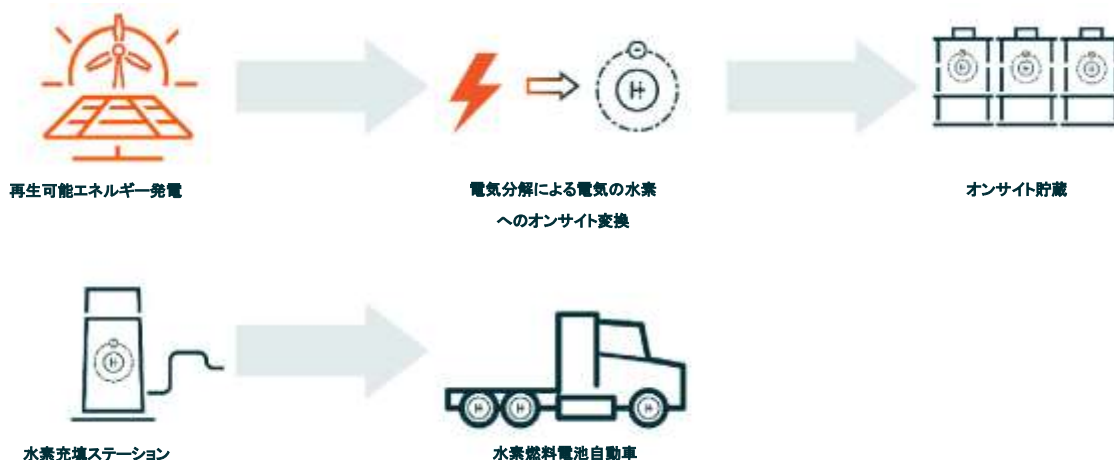 再生可能エネルギー発電
電気分解による電気の水素
へのオンサイト変換
オンサイト貯蔵
水素充填ステーション
水素燃料電池自動車